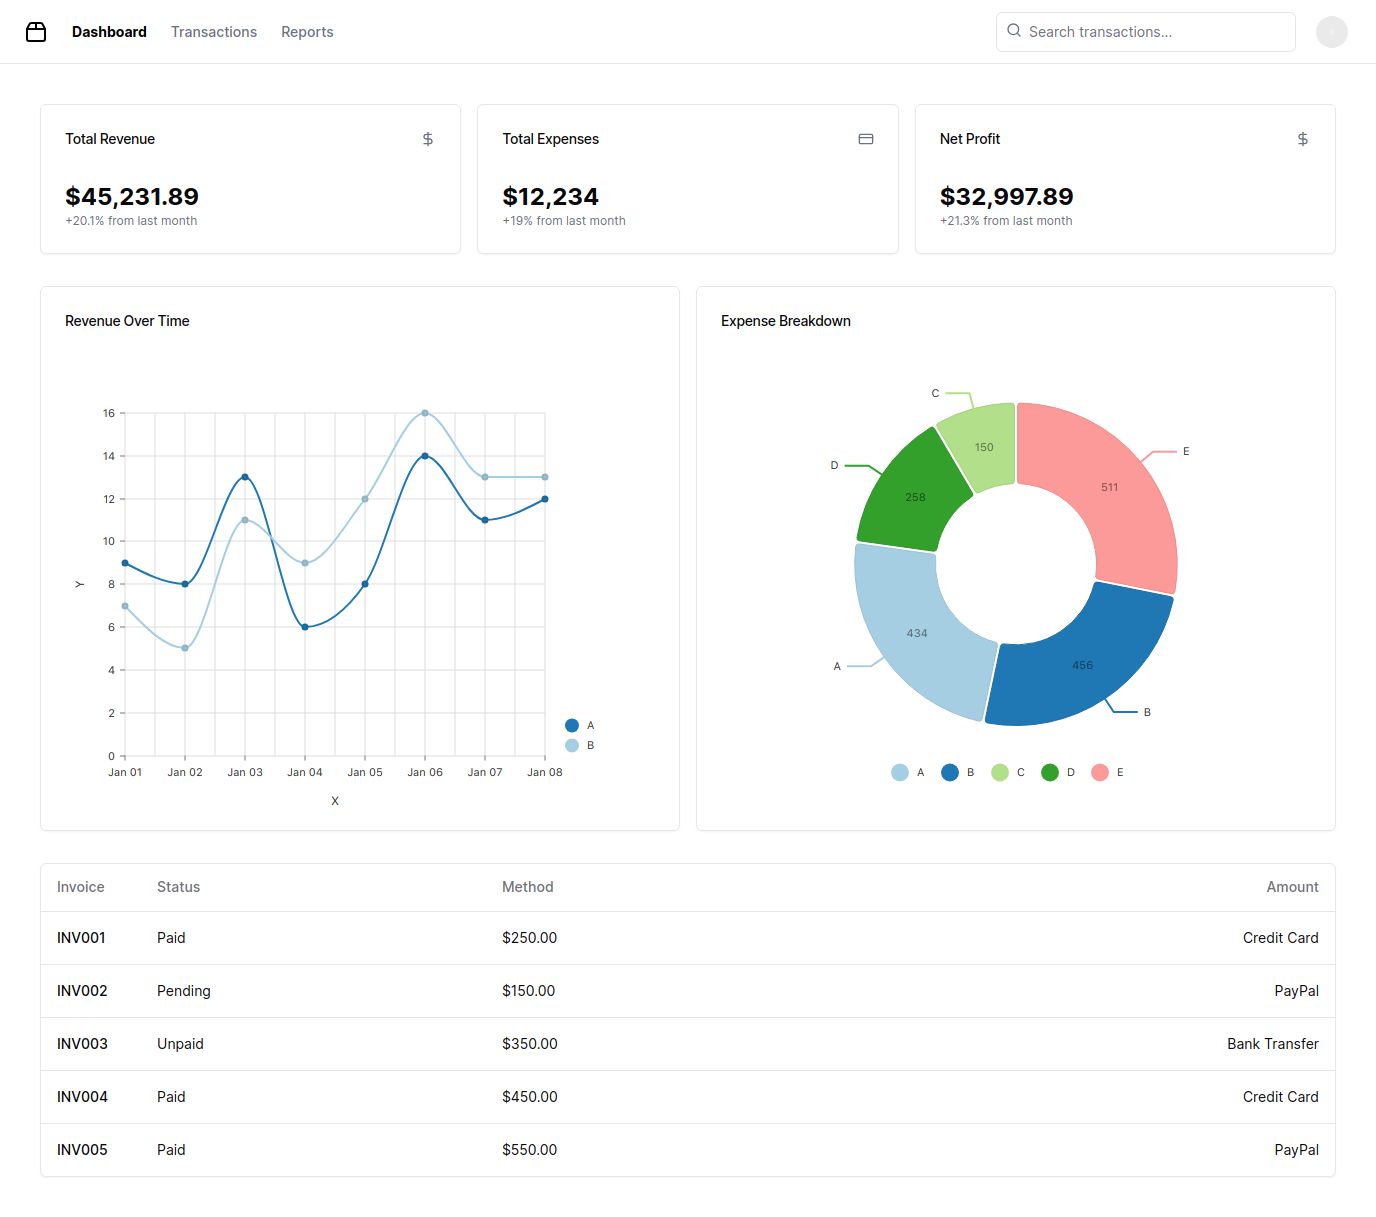 Dashboard Transactions Reports Search transactions...
Total Revenue
$45,231.89
+20.1% from last month
Total Expenses
$12,234
+19% from last month
Net Profit
$32,997.89
+21.3% from last month
Revenue Over Time
16
14
12
10
8
6
4
2
0
Y
Jan 01 Jan 02 Jan 03 Jan 04 Jan 05 Jan 06 Jan 07 Jan 08
X
A
B
Expense Breakdown
C
150
E
511
D
258
434
A
456
B
A B C D E
Invoice Status Method Amount
INV001 Paid $250.00 Credit Card
INV002 Pending $150.00 PayPal
INV003 Unpaid $350.00 Bank Transfer
INV004 Paid $450.00 Credit Card
INV005 Paid $550.00 PayPal